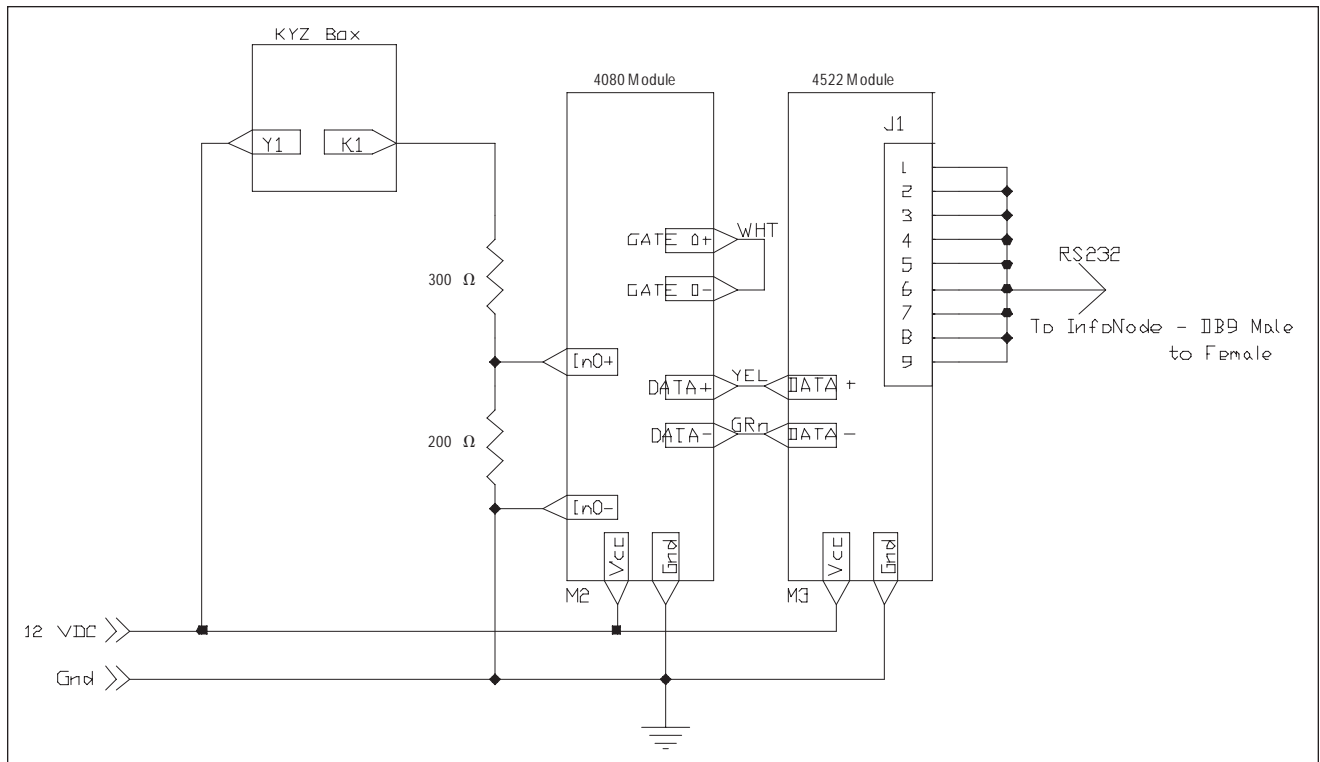 KYZ Box
4080 Module
4522 Module
Y1
K1
J1
1
2
3
4
5
6
7
8
9
GATE 0+
WHT
GATE 0-
RS232
To InfoNode - DB9 Male
to Female
300 Ω
In0+
DATA+
YEL
DATA +
DATA-
GRn
DATA -
200 Ω
In0-
Vcc
Gnd
Vcc
Gnd
M2
M3
12 VDC
Gnd